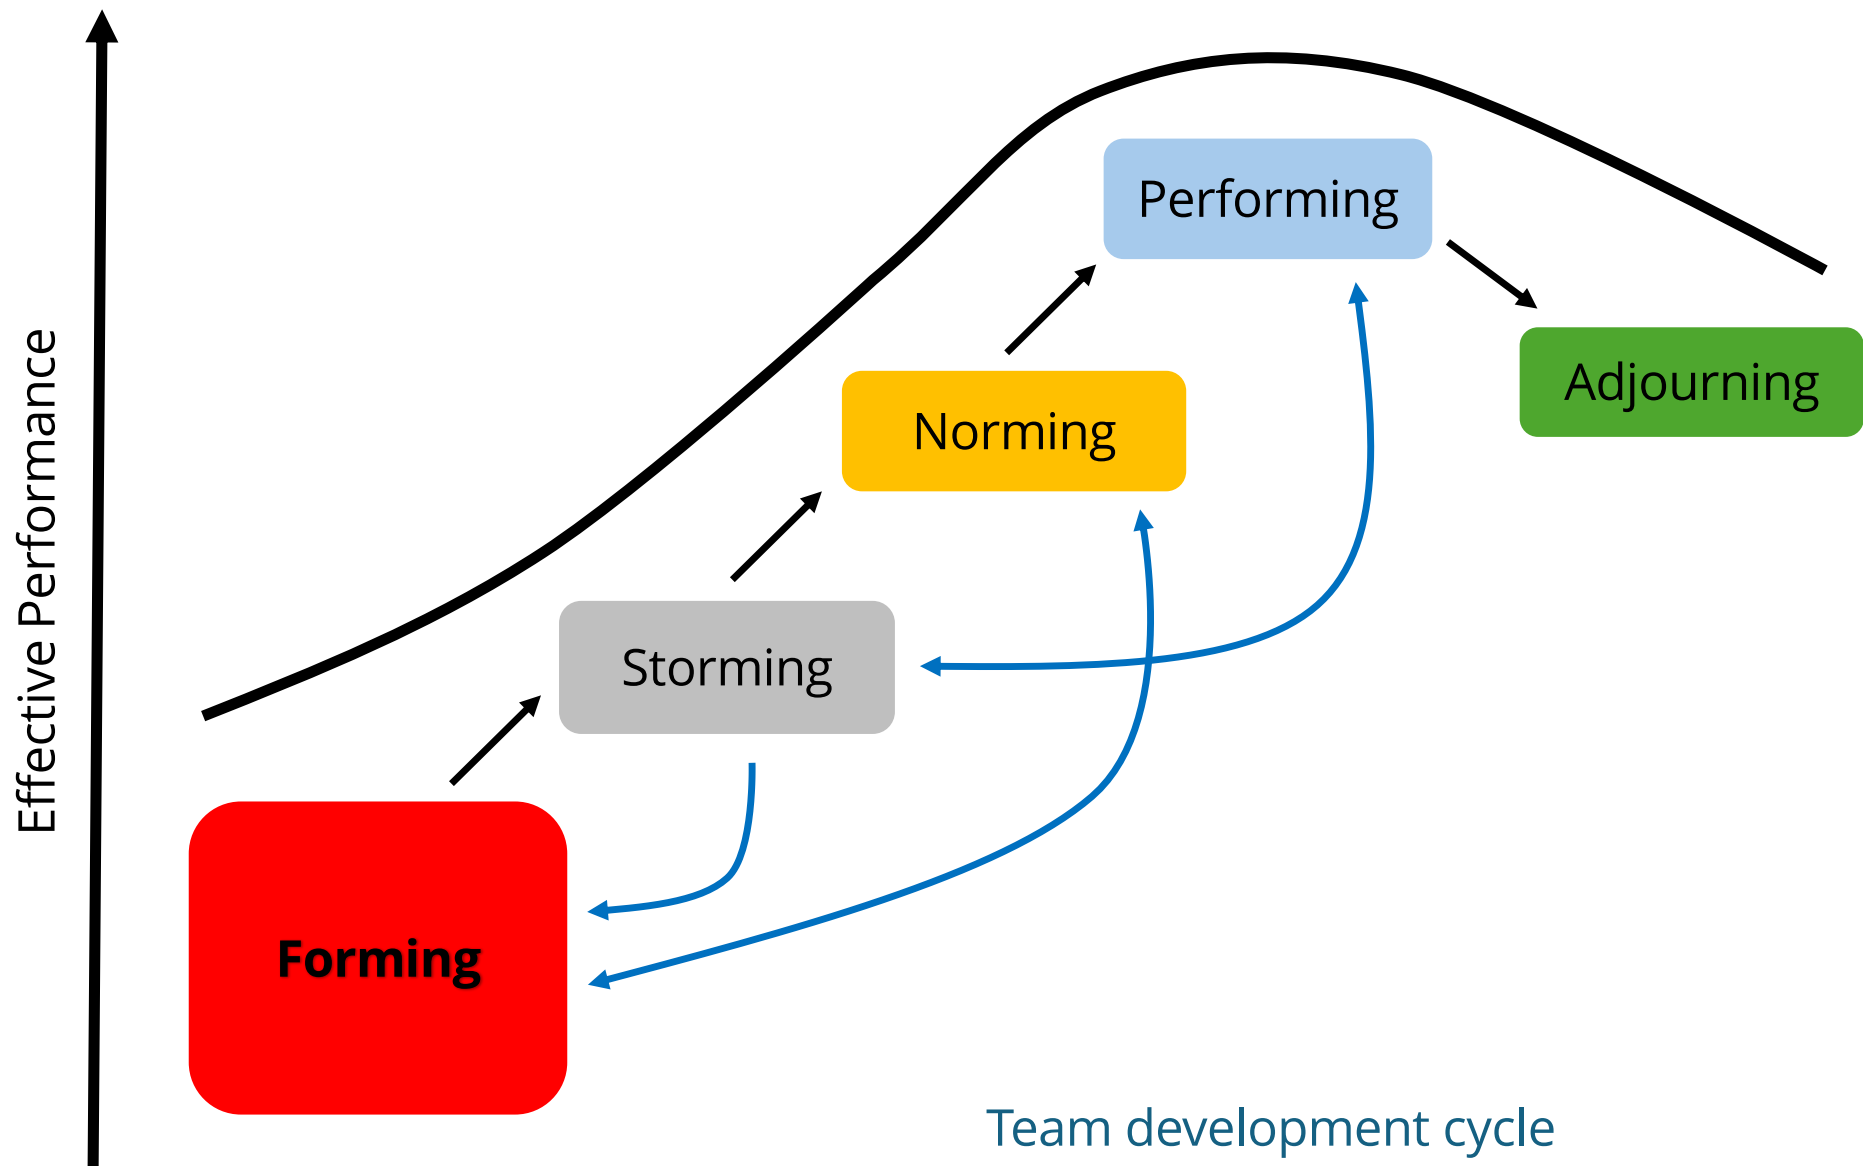 Effective Performance
Performing
Adjourning
Norming
Storming
Forming
Team development cycle